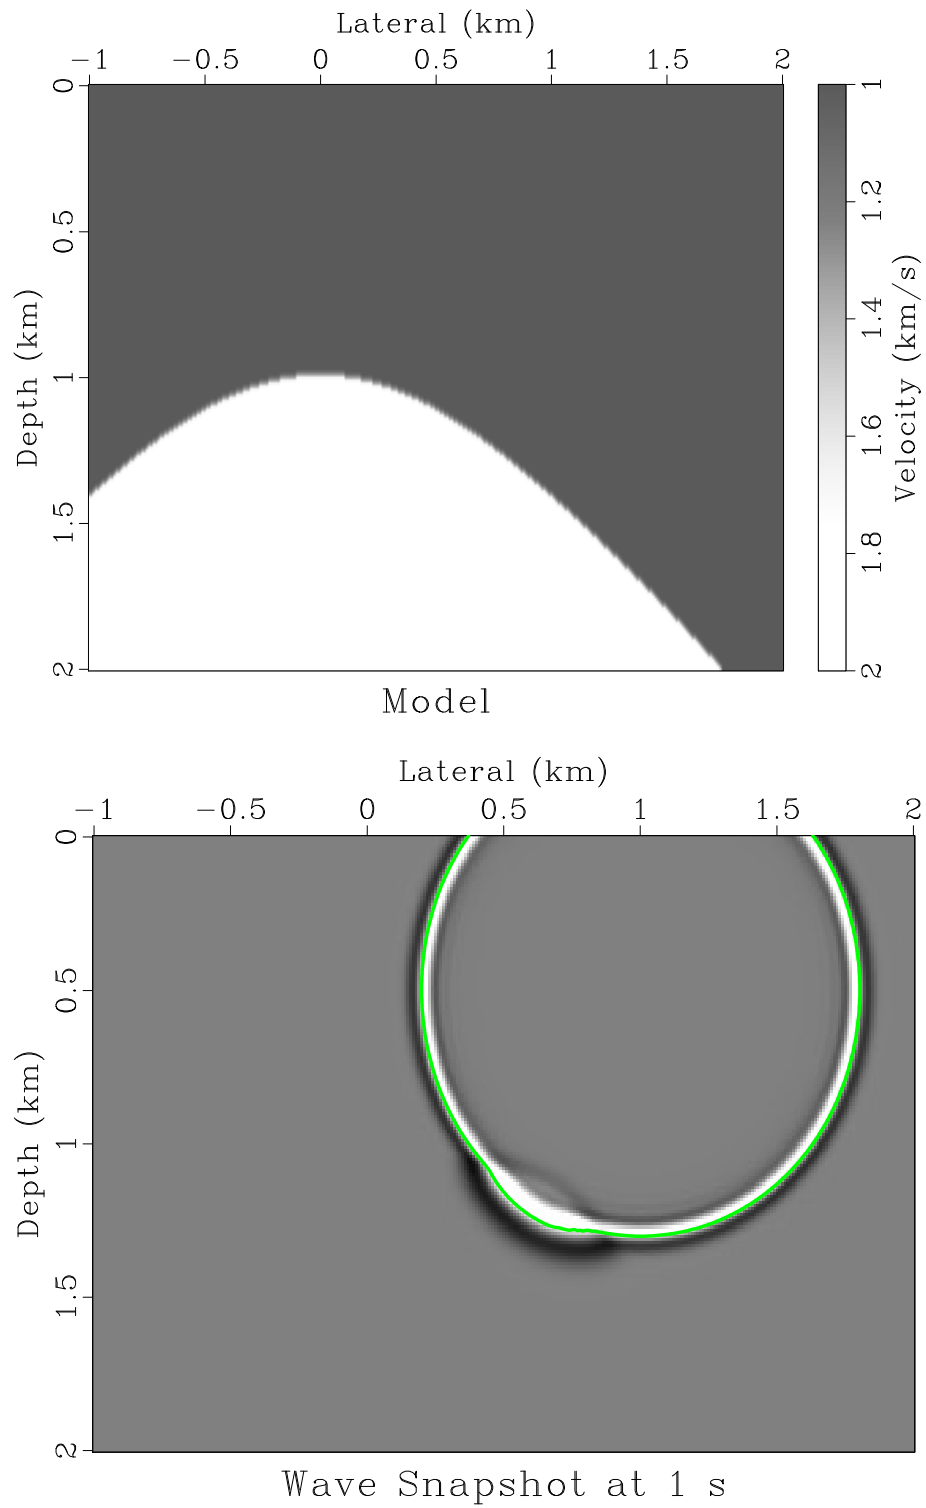 Lateral (km)
−1 −0.5 0 0.5 1 1.5 2
0
0.5
1
1.5
2
Depth (km)
1
1.2
1.4
1.6
1.8
2
Velocity (km/s)
Model
Lateral (km)
−1 −0.5 0 0.5 1 1.5 2
0
0.5
1
1.5
2
Depth (km)
Wave Snapshot at 1 s